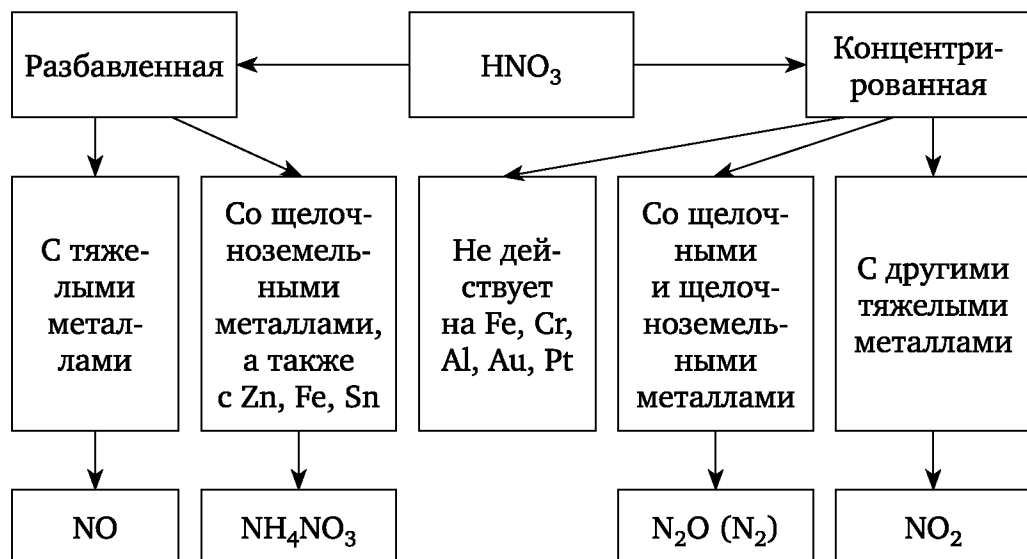 Разбавленная
HNO₃
Концентри-
рованная
С тяже-
лыми
метал-
лами
Со щелоч-
ноземель-
ными
металлами,
а также
с Zn, Fe, Sn
Не дей-
ствует
на Fe, Cr,
Al, Au, Pt
Со щелоч-
ными
и щелоч-
ноземель-
ными
металлами
С другими
тяжелыми
металлами
NO
NH₄NO₃
N₂O (N₂)
NO₂